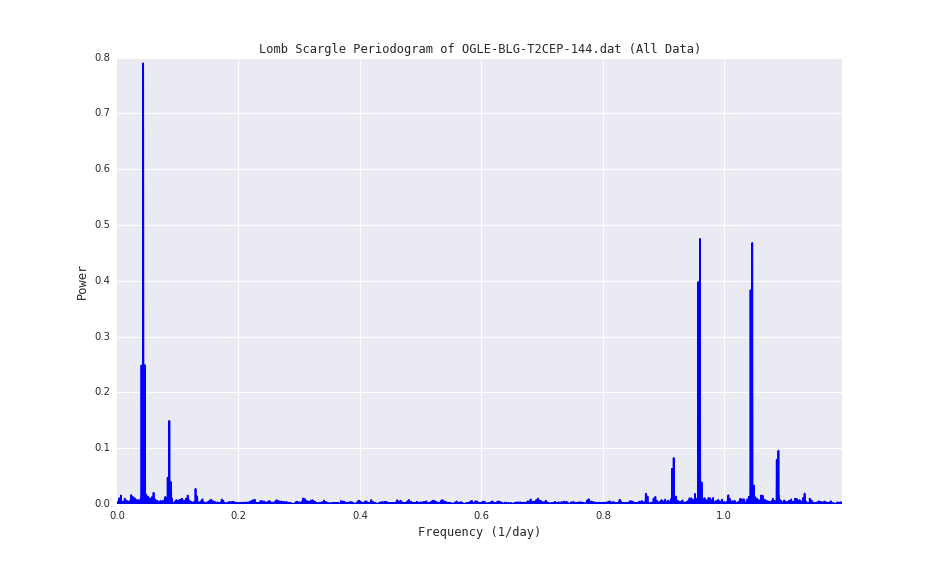 Lomb Scargle Periodogram of OGLE-BLG-T2CEP-144.dat (All Data)
0.8
0.7
0.6
0.5
0.4
0.3
0.2
0.1
0.0
Power
0.0 0.2 0.4 0.6 0.8 1.0
Frequency (1/day)